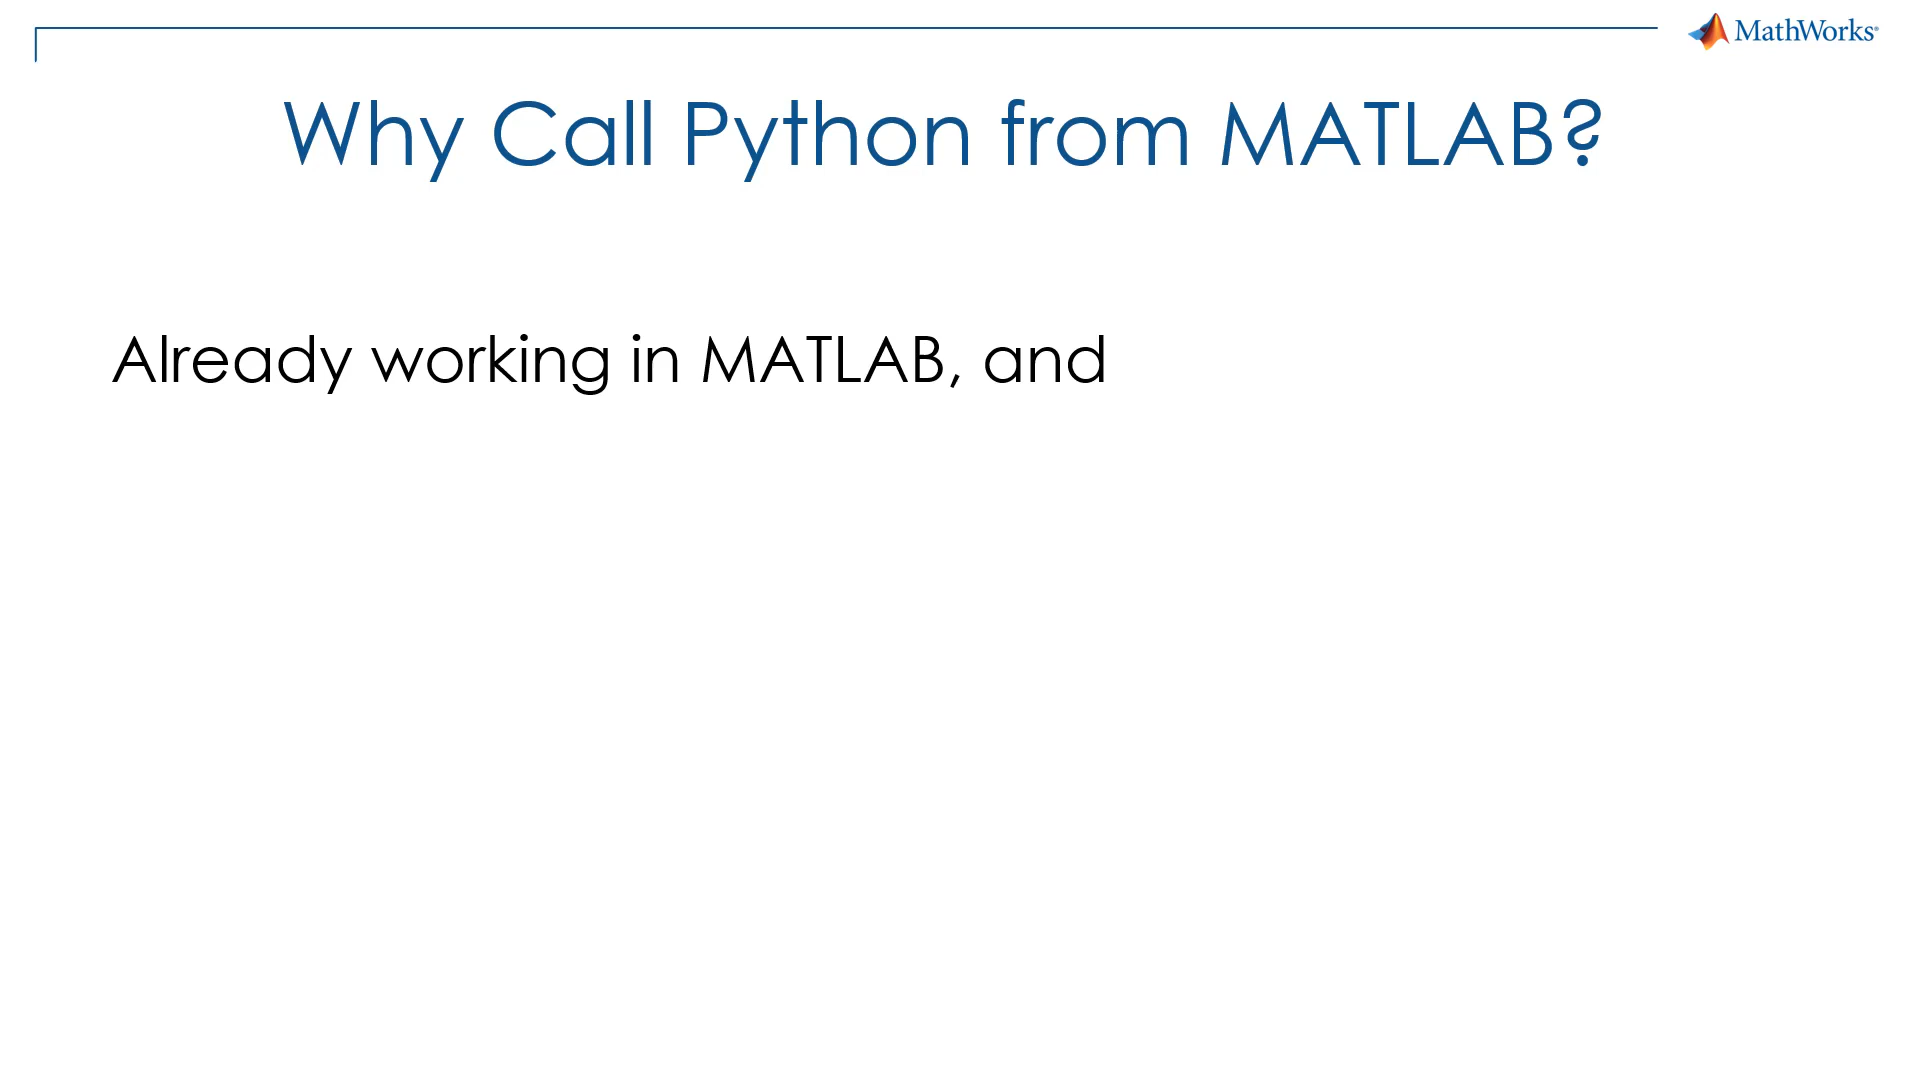 MathWorks®
Why Call Python from MATLAB?
Already working in MATLAB, and